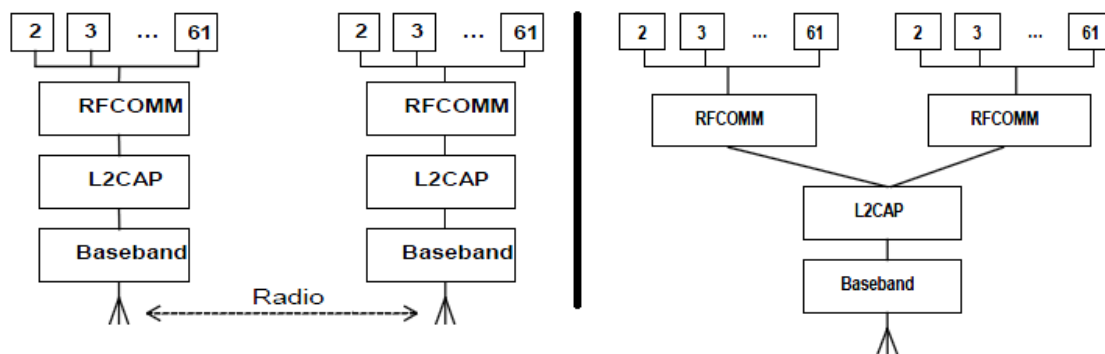 2 3 ... 61
RFCOMM
L2CAP
Baseband
2 3 ... 61
RFCOMM
L2CAP
Baseband
Radio
2 3 ... 61 2 3 ... 61
RFCOMM RFCOMM
L2CAP
Baseband